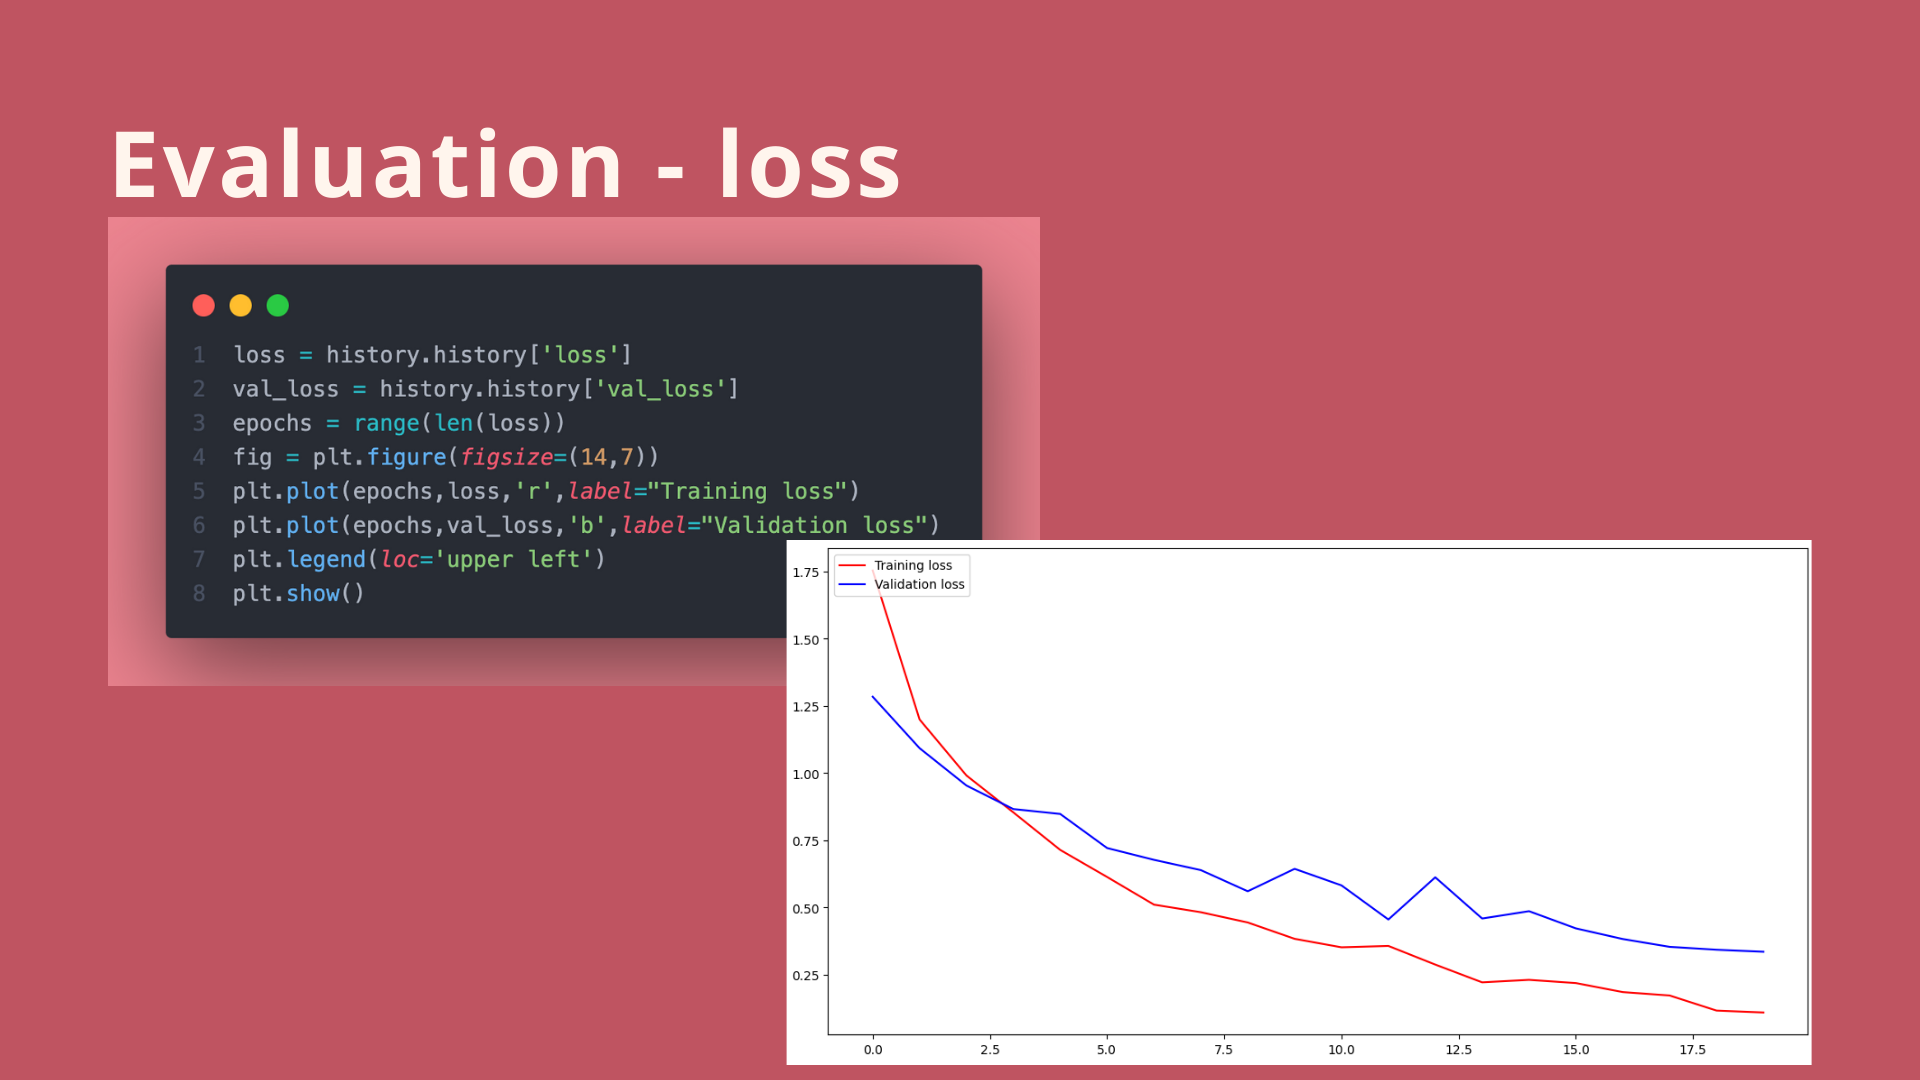 Evaluation - loss
1 loss = history.history['loss']
2 val_loss = history.history['val_loss']
3 epochs = range(len(loss))
4 fig = plt.figure(figsize=(14,7))
5 plt.plot(epochs,loss,'r',label="Training loss")
6 plt.plot(epochs,val_loss,'b',label="Validation loss")
7 plt.legend(loc='upper left')
8 plt.show()
Training loss
Validation loss
1.75
1.50
1.25
1.00
0.75
0.50
0.25
0.0 2.5 5.0 7.5 10.0 12.5 15.0 17.5